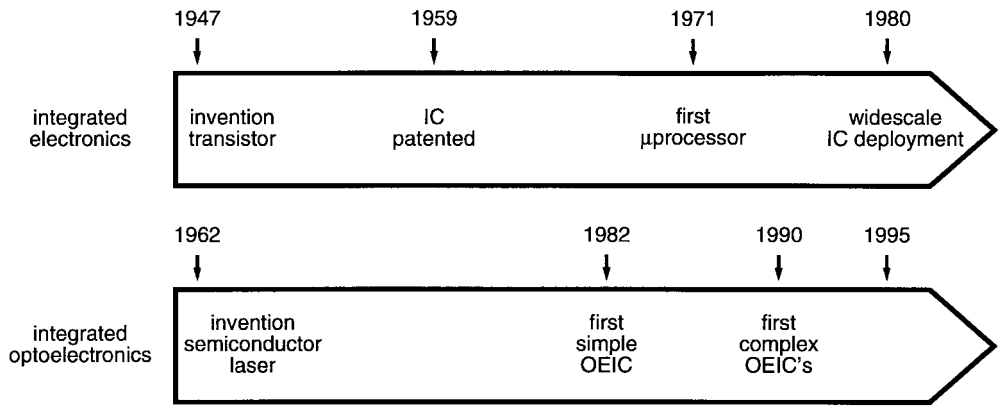 1947 1959 1971 1980
integrated
electronics
invention
transistor
IC
patented
first
μprocessor
widescale
IC deployment
1962 1982 1990 1995
integrated
optoelectronics
invention
semiconductor
laser
first
simple
OEIC
first
complex
OEIC's